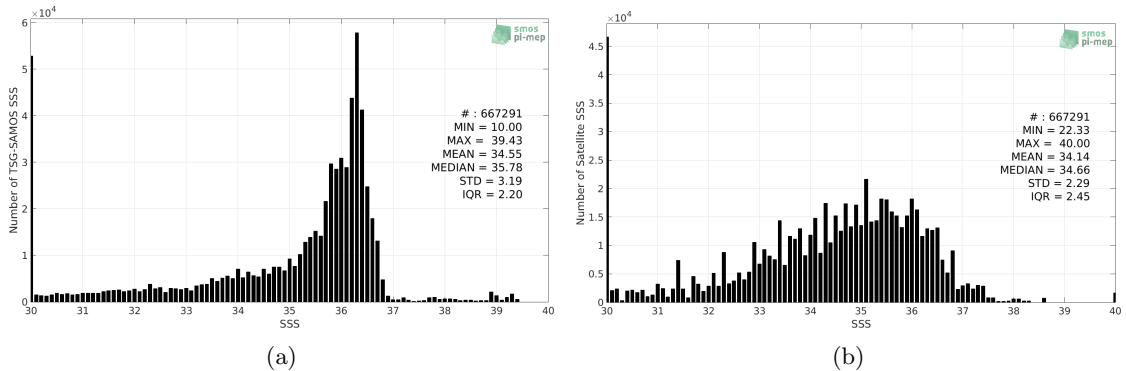 ×10⁴
6
5
4
3
2
1
0
Number of TSG-SAMOS SSS
30 31 32 33 34 35 36 37 38 39 40
SSS
smos
pi-mep
# : 667291
MIN = 10.00
MAX = 39.43
MEAN = 34.55
MEDIAN = 35.78
STD = 3.19
IQR = 2.20
(a)
×10⁴
4.5
4
3.5
3
2.5
2
1.5
1
0.5
0
Number of Satellite SSS
30 31 32 33 34 35 36 37 38 39 40
SSS
smos
pi-mep
# : 667291
MIN = 22.33
MAX = 40.00
MEAN = 34.14
MEDIAN = 34.66
STD = 2.29
IQR = 2.45
(b)